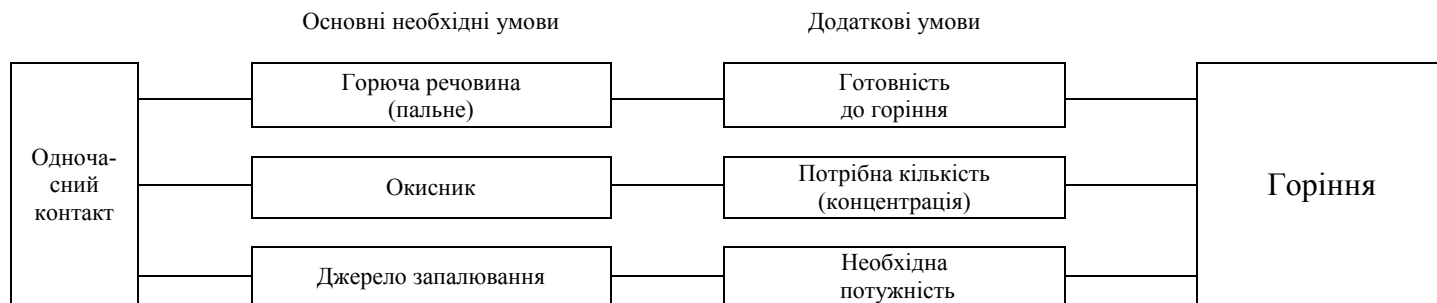 Основні необхідні умови
Додаткові умови
Одноча-
сний
контакт
Горюча речовина
(пальне)
Готовність
до горіння
Окисник
Потрібна кількість
(концентрація)
Джерело запалювання
Необхідна
потужність
Горіння